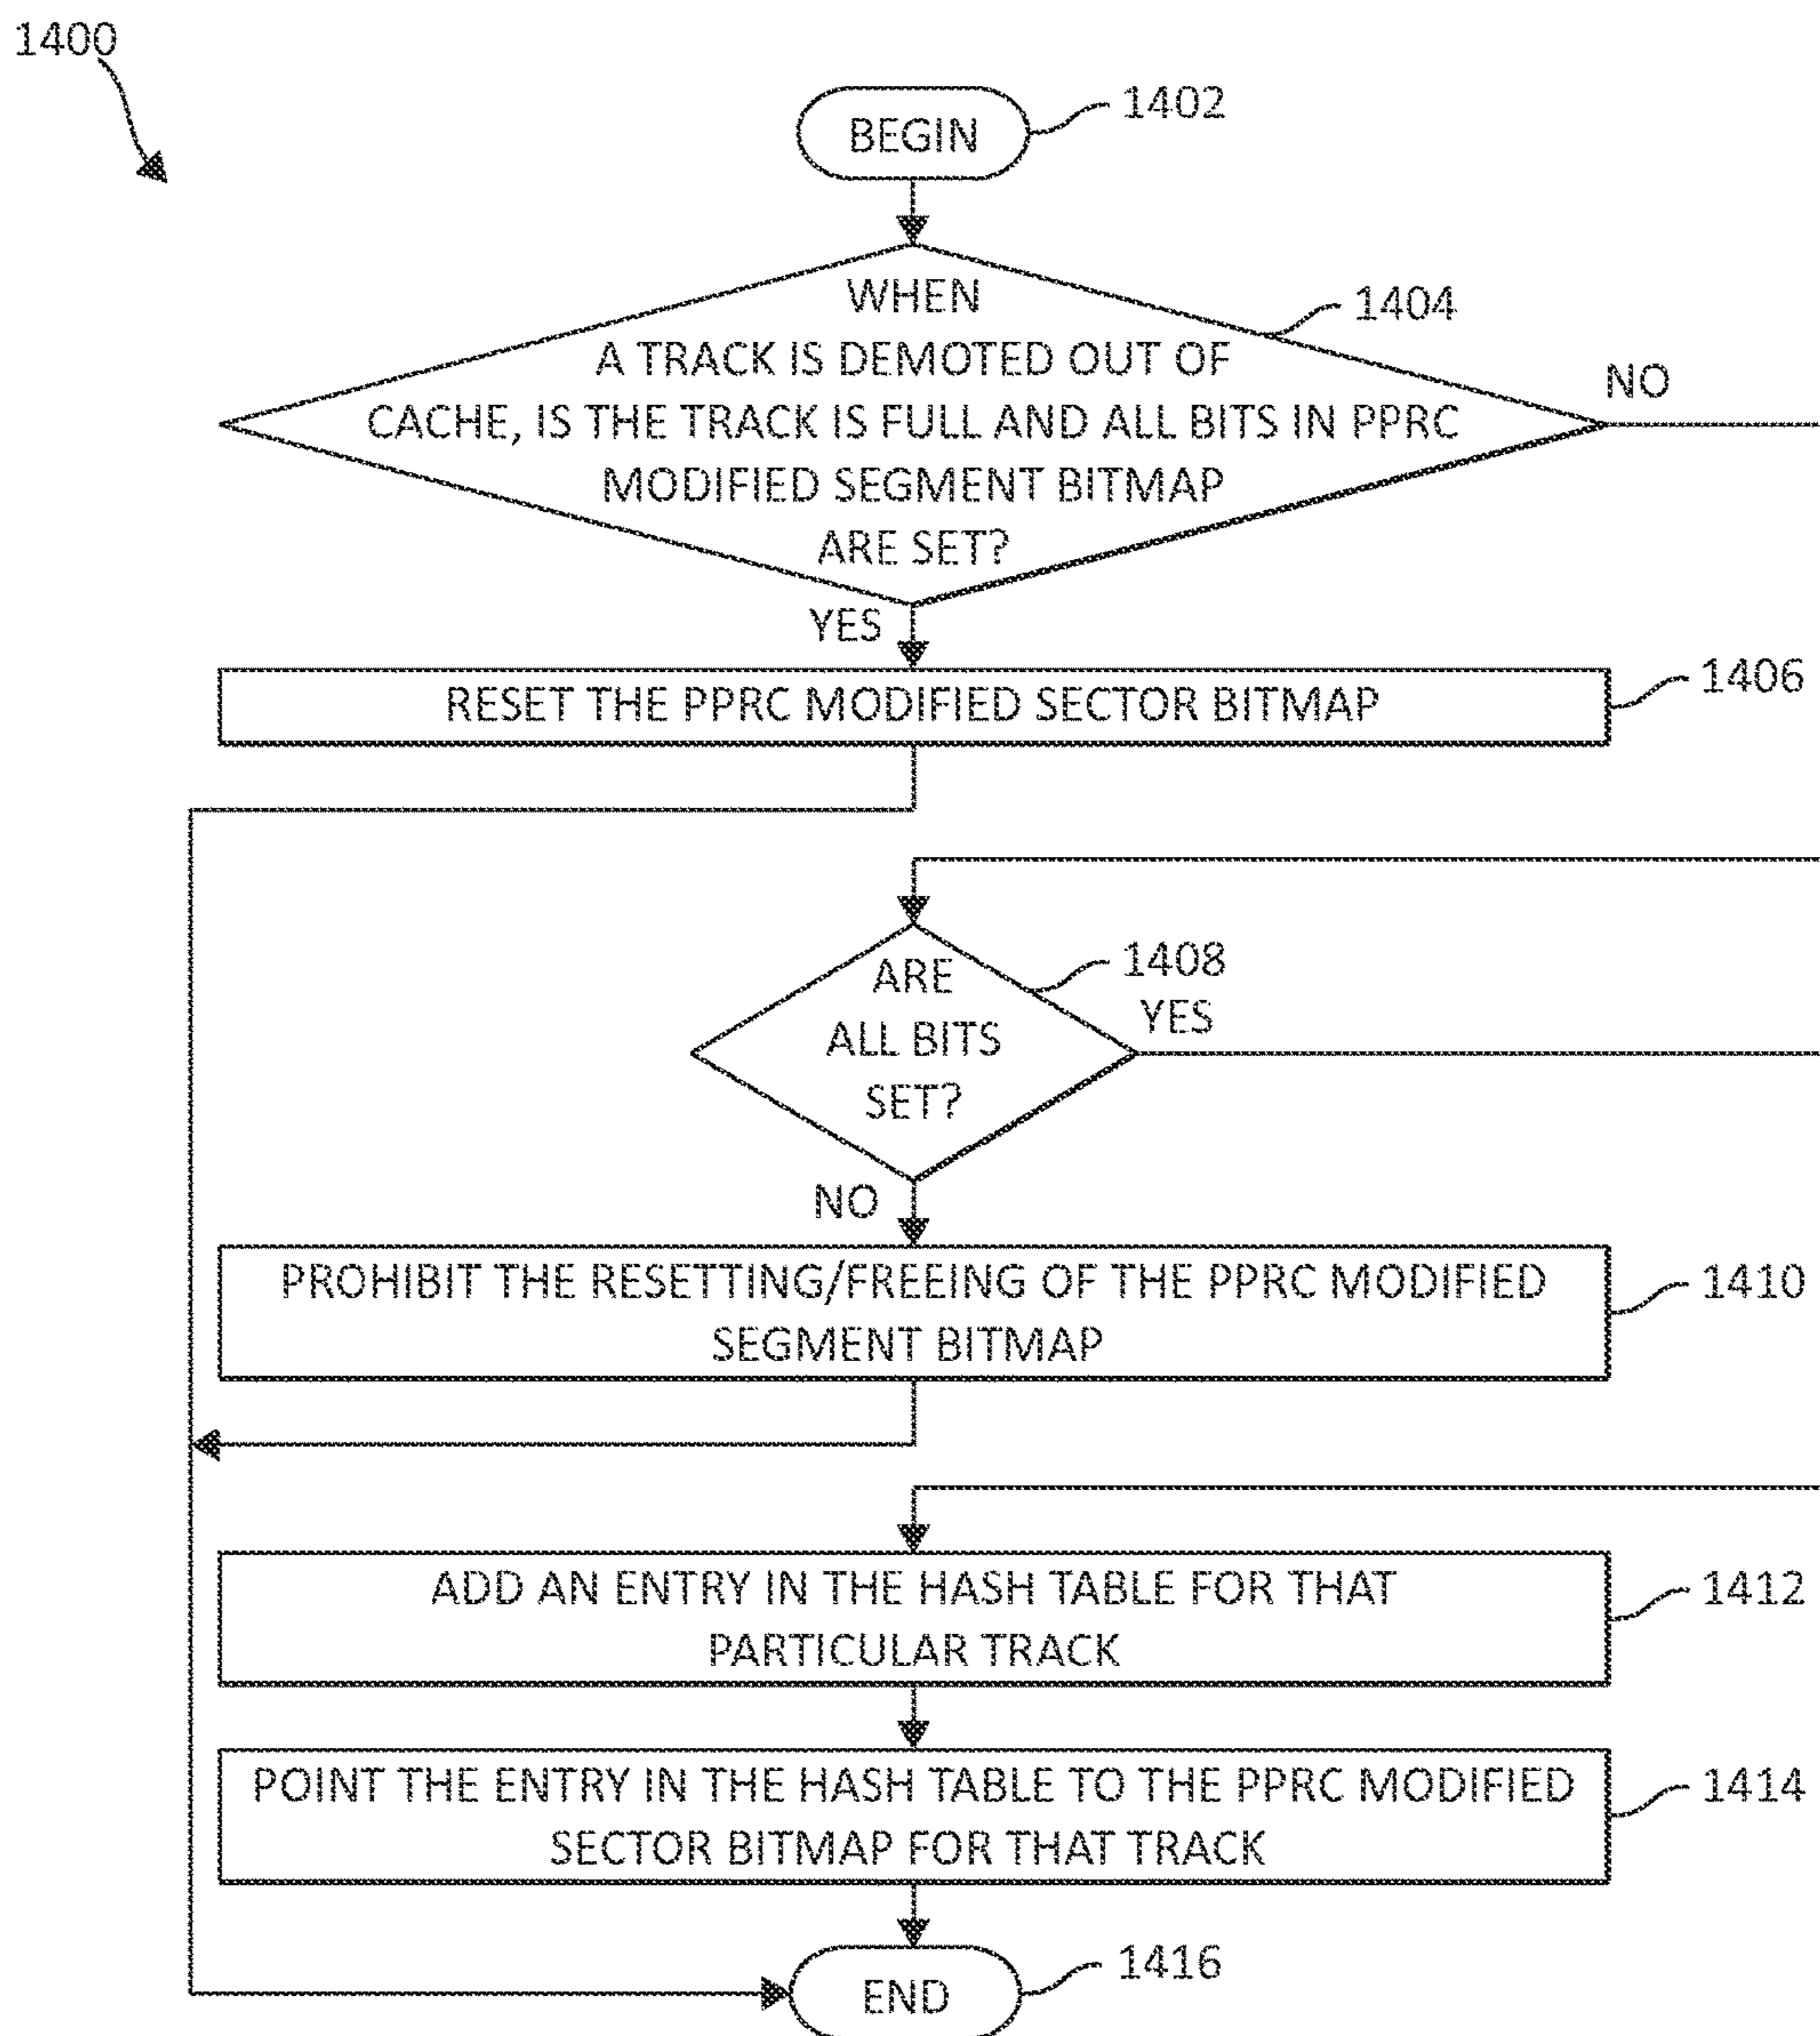 1400
BEGIN
1402
WHEN
A TRACK IS DEMOTED OUT OF
CACHE, IS THE TRACK IS FULL AND ALL BITS IN PPRC
MODIFIED SEGMENT BITMAP
ARE SET?
1404
NO
YES
RESET THE PPRC MODIFIED SECTOR BITMAP
1406
ARE
ALL BITS
SET?
1408
YES
NO
PROHIBIT THE RESETTING/FREEING OF THE PPRC MODIFIED
SEGMENT BITMAP
1410
ADD AN ENTRY IN THE HASH TABLE FOR THAT
PARTICULAR TRACK
1412
POINT THE ENTRY IN THE HASH TABLE TO THE PPRC MODIFIED
SECTOR BITMAP FOR THAT TRACK
1414
END
1416